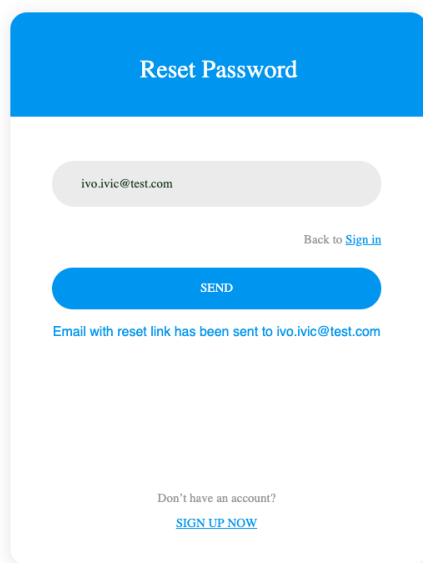 Reset Password
ivo.ivic@test.com
Back to Sign in
SEND
Email with reset link has been sent to ivo.ivic@test.com
Don’t have an account?
SIGN UP NOW